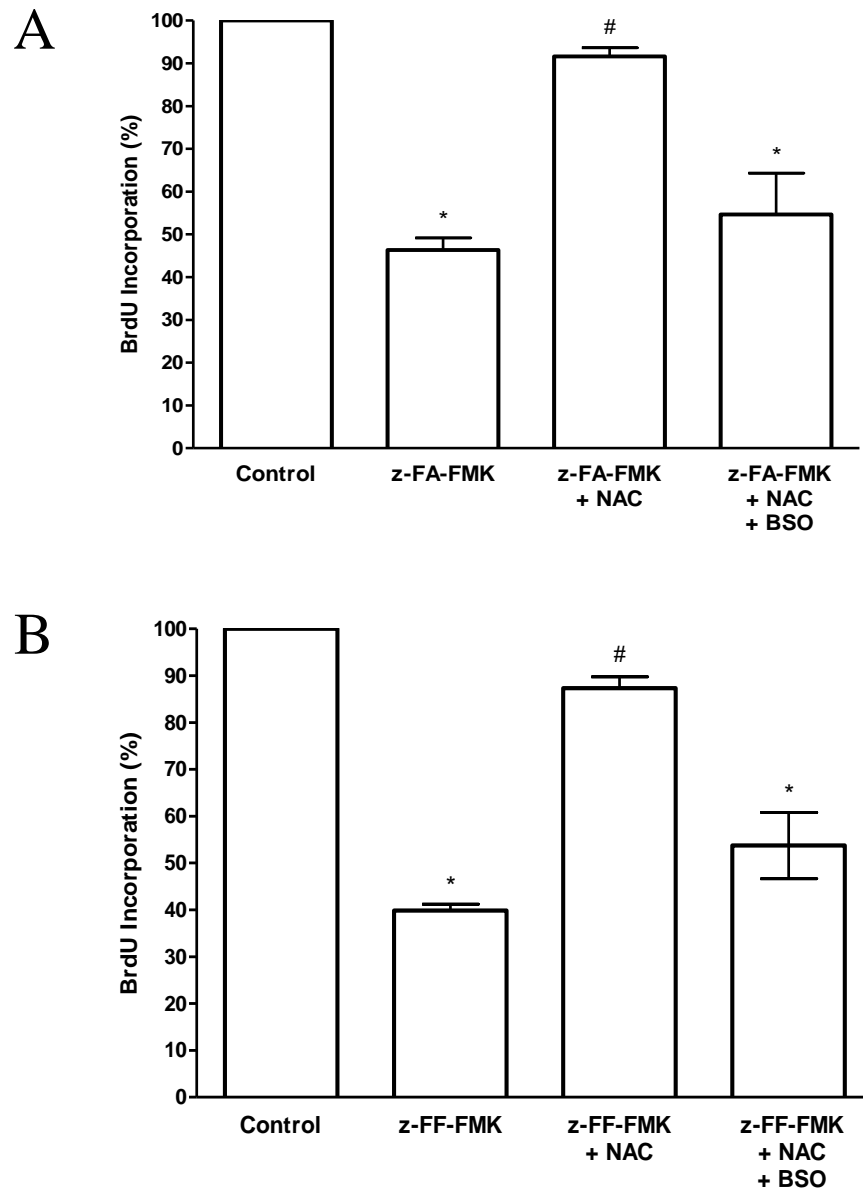 A
BrdU Incorporation (%)
100
90
80
70
60
50
40
30
20
10
0
*
#
*
Control
z-FA-FMK
z-FA-FMK
+ NAC
z-FA-FMK
+ NAC
+ BSO
B
BrdU Incorporation (%)
100
90
80
70
60
50
40
30
20
10
0
*
#
*
Control
z-FF-FMK
z-FF-FMK
+ NAC
z-FF-FMK
+ NAC
+ BSO